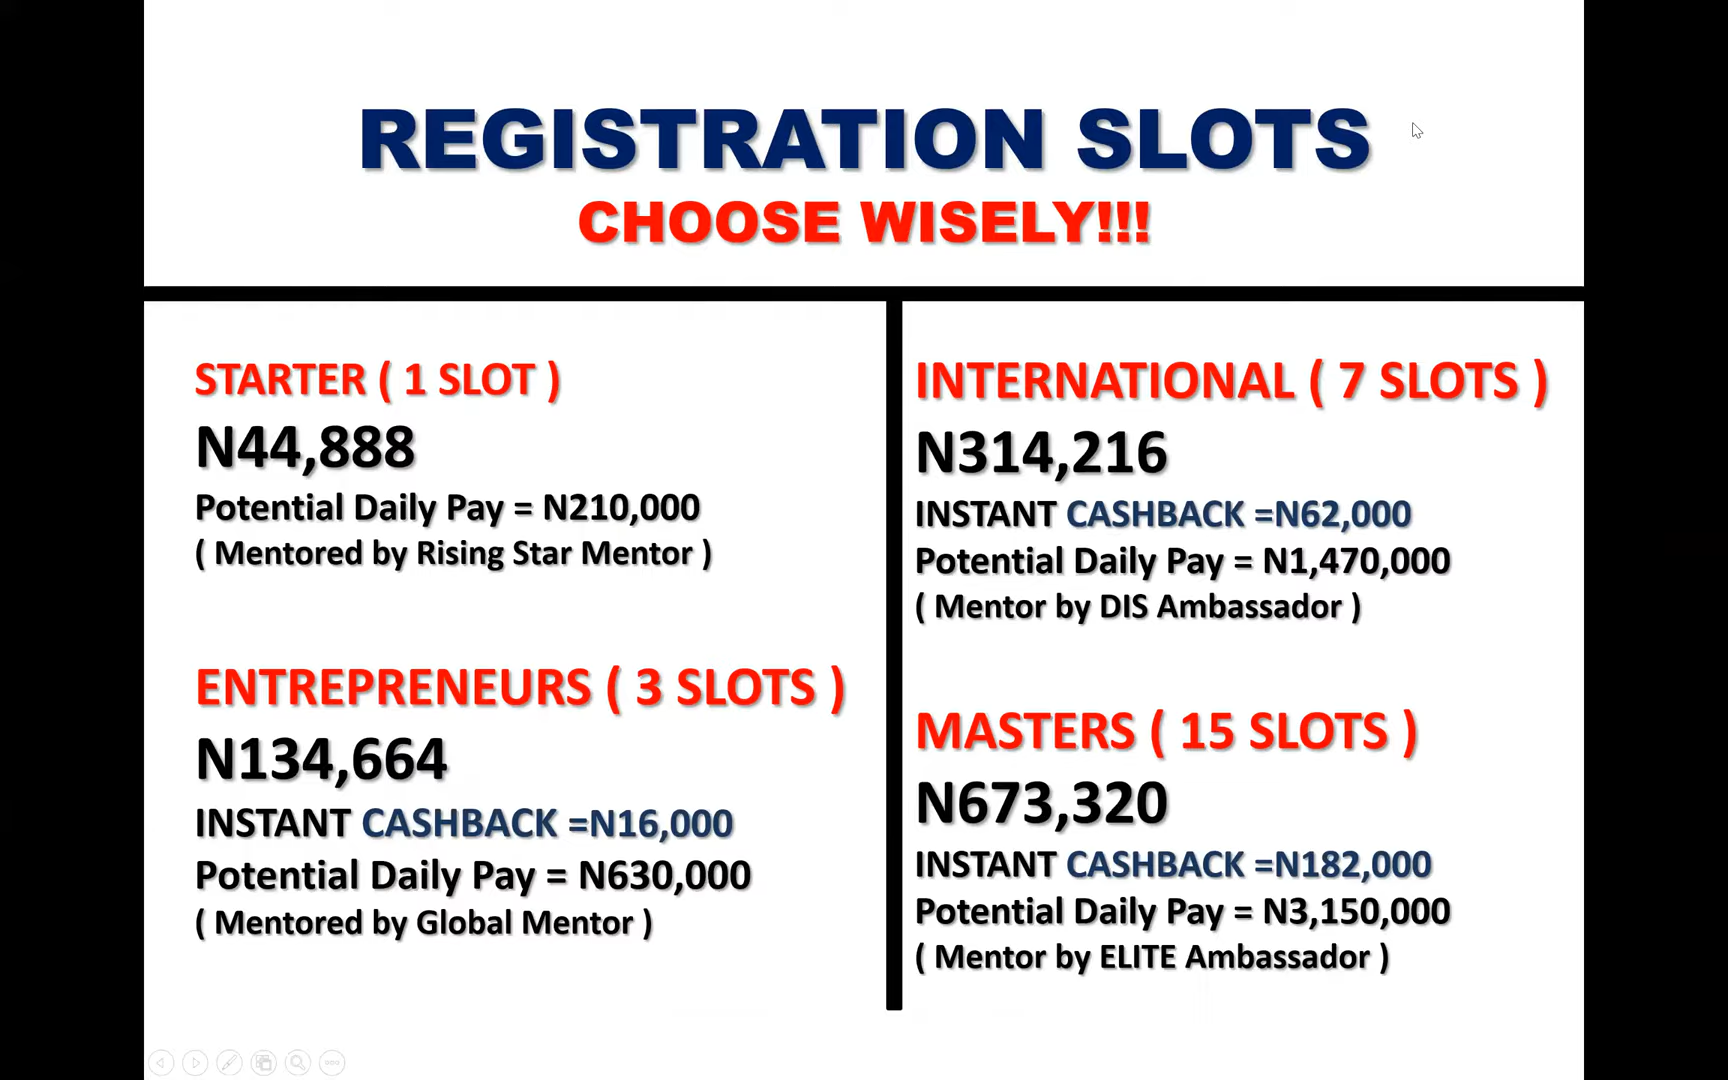 REGISTRATION SLOTS
CHOOSE WISELY!!!
STARTER ( 1 SLOT )
N44,888
Potential Daily Pay = N210,000
( Mentored by Rising Star Mentor )
ENTREPRENEURS ( 3 SLOTS )
N134,664
INSTANT CASHBACK =N16,000
Potential Daily Pay = N630,000
( Mentored by Global Mentor )
INTERNATIONAL ( 7 SLOTS )
N314,216
INSTANT CASHBACK =N62,000
Potential Daily Pay = N1,470,000
( Mentor by DIS Ambassador )
MASTERS ( 15 SLOTS )
N673,320
INSTANT CASHBACK =N182,000
Potential Daily Pay = N3,150,000
( Mentor by ELITE Ambassador )